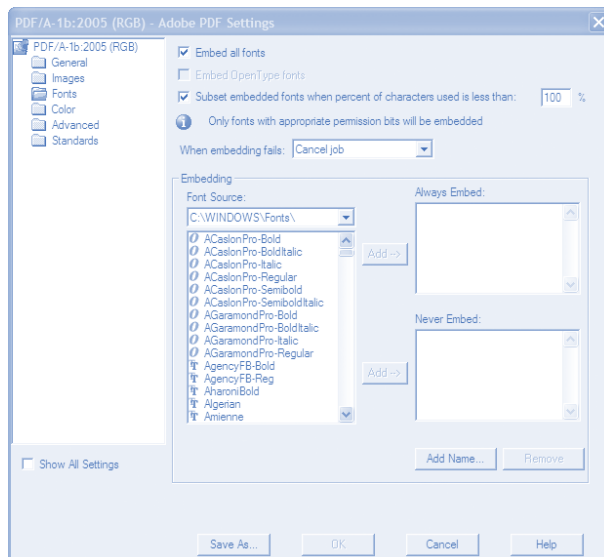 PDF/A-1b:2005 (RGB) - Adobe PDF Settings
PDF/A-1b:2005 (RGB)
General
Images
Fonts
Color
Advanced
Standards
Show All Settings
Embed all fonts
Embed OpenType fonts
Subset embedded fonts when percent of characters used is less than: 100 %
Only fonts with appropriate permission bits will be embedded
When embedding fails: Cancel job
Embedding
Font Source:
C:\WINDOWS\Fonts\
ACaslonPro-Bold
ACaslonPro-BoldItalic
ACaslonPro-Italic
ACaslonPro-Regular
ACaslonPro-Semibold
ACaslonPro-SemiboldItalic
AGaramondPro-Bold
AGaramondPro-BoldItalic
AGaramondPro-Italic
AGaramondPro-Regular
AgencyFB-Bold
AgencyFB-Reg
AharoniBold
Algerian
Amienne
Add ->
Add ->
Always Embed:
Never Embed:
Add Name...
Remove
Save As...
OK
Cancel
Help